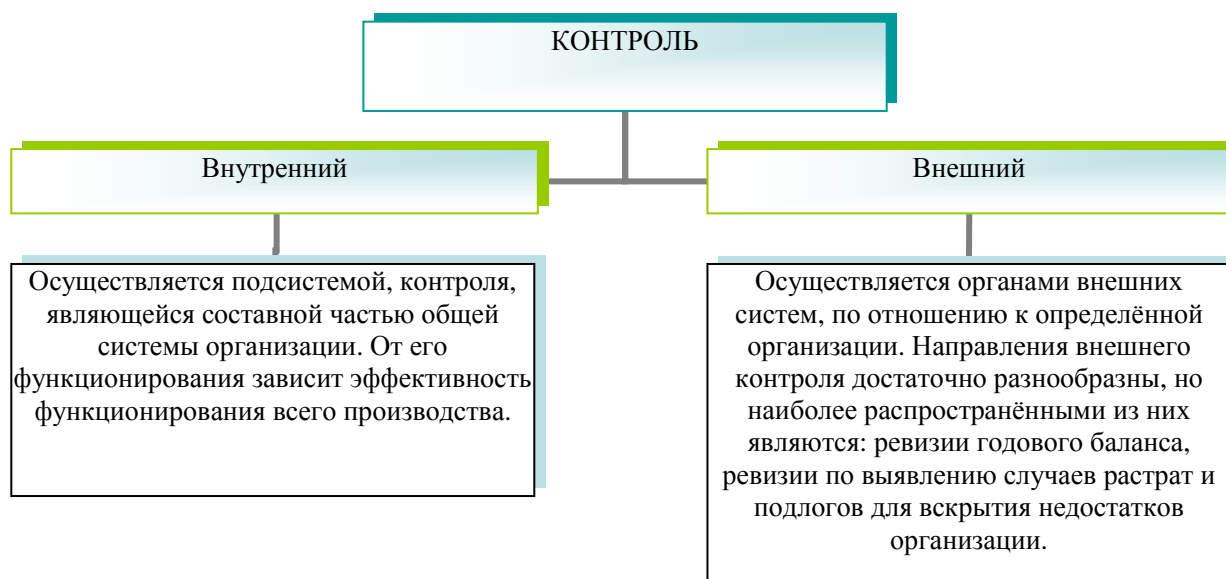 КОНТРОЛЬ
Внутренний
Внешний
Осуществляется подсистемой, контроля,
являющейся составной частью общей
системы организации. От его
функционирования зависит эффективность
функционирования всего производства.
Осуществляется органами внешних
систем, по отношению к определённой
организации. Направления внешнего
контроля достаточно разнообразны, но
наиболее распространёнными из них
являются: ревизии годового баланса,
ревизии по выявлению случаев растрат и
подлогов для вскрытия недостатков
организации.